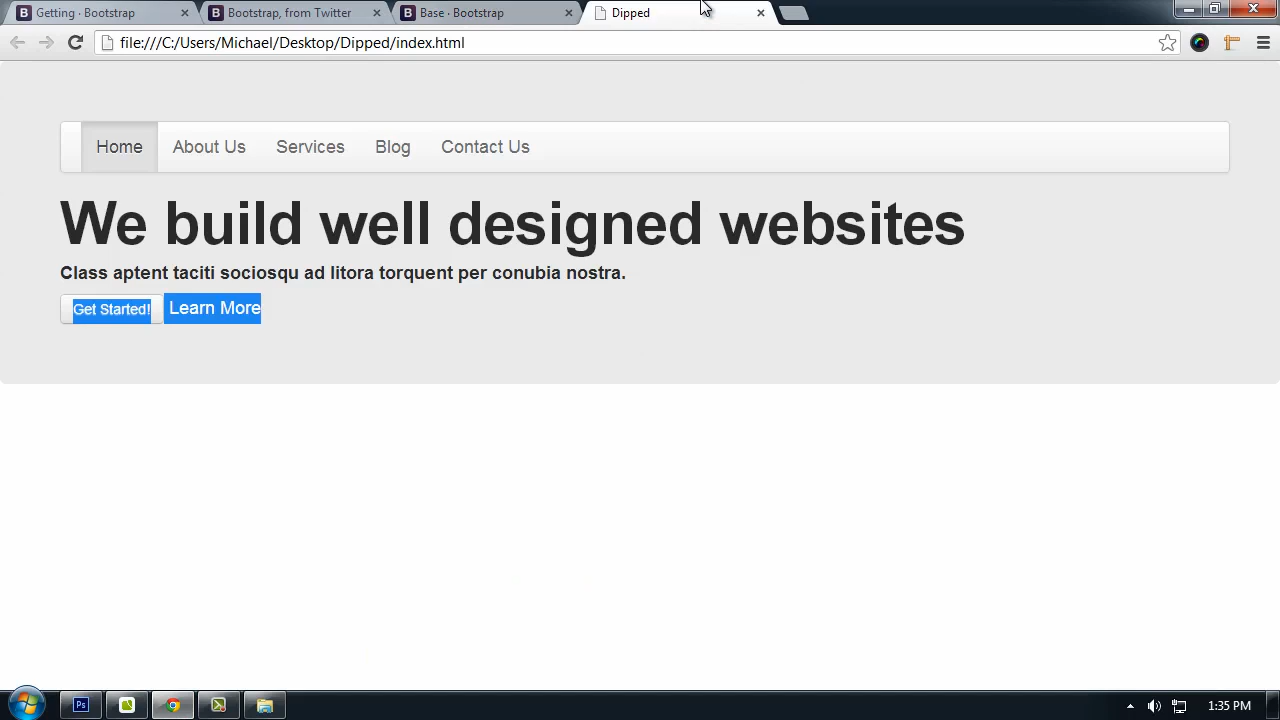 Getting · Bootstrap
Bootstrap, from Twitter
Base · Bootstrap
Dipped
file:///C:/Users/Michael/Desktop/Dipped/index.html
Home
About Us
Services
Blog
Contact Us
We build well designed websites
Class aptent taciti sociosqu ad litora torquent per conubia nostra.
Get Started! Learn More
Ps
1:35 PM